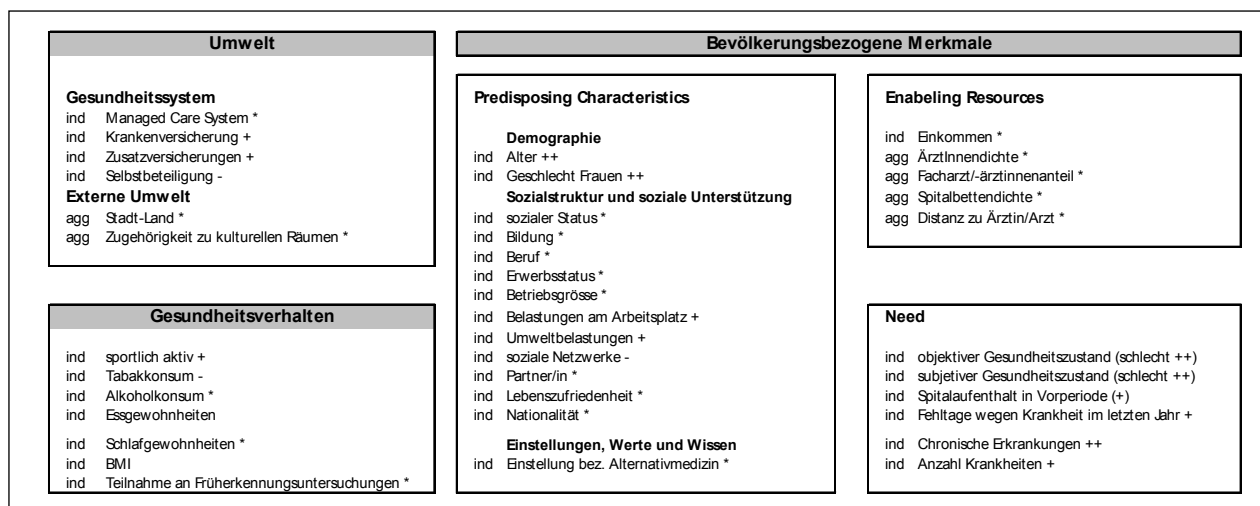 Umwelt
Gesundheitssystem
ind Managed Care System *
ind Krankenversicherung +
ind Zusatzversicherungen +
ind Selbstbeteiligung -
Externe Umwelt
agg Stadt-Land *
agg Zugehörigkeit zu kulturellen Räumen *
Gesundheitsverhalten
ind sportlich aktiv +
ind Tabakkonsum -
ind Alkoholkonsum *
ind Essgewohnheiten
ind Schlafgewohnheiten *
ind BMI
ind Teilnahme an Früherkennungsuntersuchungen *
Bevölkerungsbezogene Merkmale
Predisposing Characteristics
Demographie
ind Alter ++
ind Geschlecht Frauen ++
Sozialstruktur und soziale Unterstützung
ind sozialer Status *
ind Bildung *
ind Beruf *
ind Erwerbsstatus *
ind Betriebsgrösse *
ind Belastungen am Arbeitsplatz +
ind Umweltbelastungen +
ind soziale Netzwerke -
ind Partner/in *
ind Lebenszufriedenheit *
ind Nationalität *
Einstellungen, Werte und Wissen
ind Einstellung bez. Alternativmedizin *
Enabeling Resources
ind Einkommen *
agg ÄrztInnendichte *
agg Facharzt/-ärztinnenanteil *
agg Spitalbettendichte *
agg Distanz zu Ärztin/Arzt *
Need
ind objektiver Gesundheitszustand (schlecht ++)
ind subjetiver Gesundheitszustand (schlecht ++)
ind Spitalaufenthalt in Vorperiode (+)
ind Fehltage wegen Krankheit im letzten Jahr +
ind Chronische Erkrankungen ++
ind Anzahl Krankheiten +